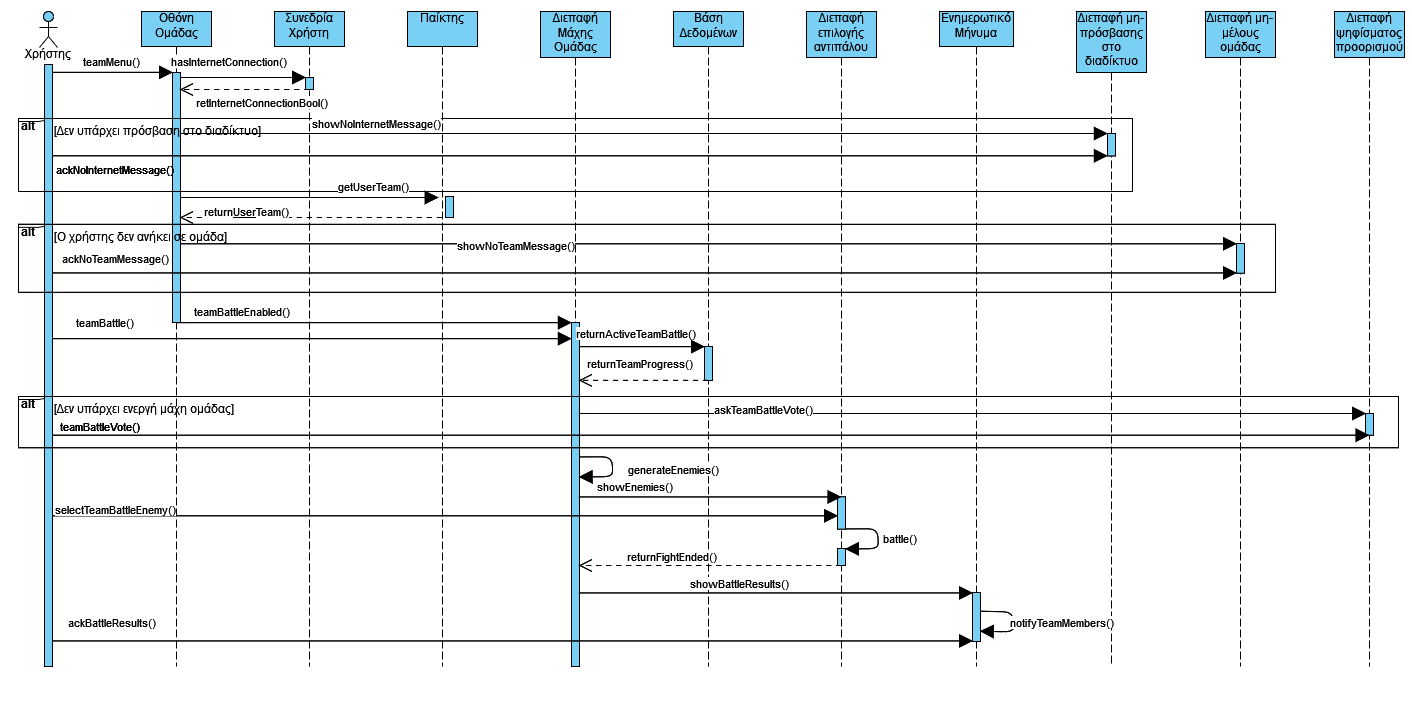 Χρήστης
Οθόνη
Ομάδας
Συνεδρία
Χρήστη
Παίκτης
Διεπαφή
Μάχης
Ομάδας
Βάση
Δεδομένων
Διεπαφή
επιλογής
αντιπάλου
Ενημερωτικό
Μήνυμα
Διεπαφή μη-
πρόσβασης
στο
διαδίκτυο
Διεπαφή μη-
μέλους
ομάδας
Διεπαφή
ψηφίσματος
προορισμού
teamMenu()
hasInternetConnection()
retInternetConnectionBool()
alt
[Δεν υπάρχει πρόσβαση στο διαδίκτυο]
showNoInternetMessage()
ackNoInternetMessage()
getUserTeam()
returnUserTeam()
alt
[Ο χρήστης δεν ανήκει σε ομάδα]
showNoTeamMessage()
ackNoTeamMessage()
teamBattleEnabled()
teamBattle()
returnActiveTeamBattle()
returnTeamProgress()
alt
[Δεν υπάρχει ενεργή μάχη ομάδας]
askTeamBattleVote()
teamBattleVote()
generateEnemies()
showEnemies()
selectTeamBattleEnemy()
battle()
returnFightEnded()
showBattleResults()
ackBattleResults()
notifyTeamMembers()